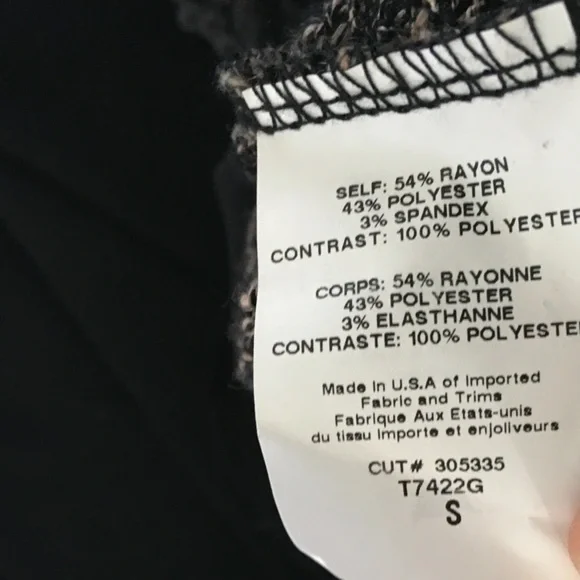 SELF: 54% RAYON
43% POLYESTER
3% SPANDEX
CONTRAST: 100% POLYESTER
CORPS: 54% RAYONNE
43% POLYESTER
3% ELASTHANNE
CONTRASTE: 100% POLYESTE
Made In U.S.A of Imported
Fabric and Trims
Fabrique Aux Etats-unis
du tissu Importe et enjoliveurs
CUT# 305335
T7422G
S